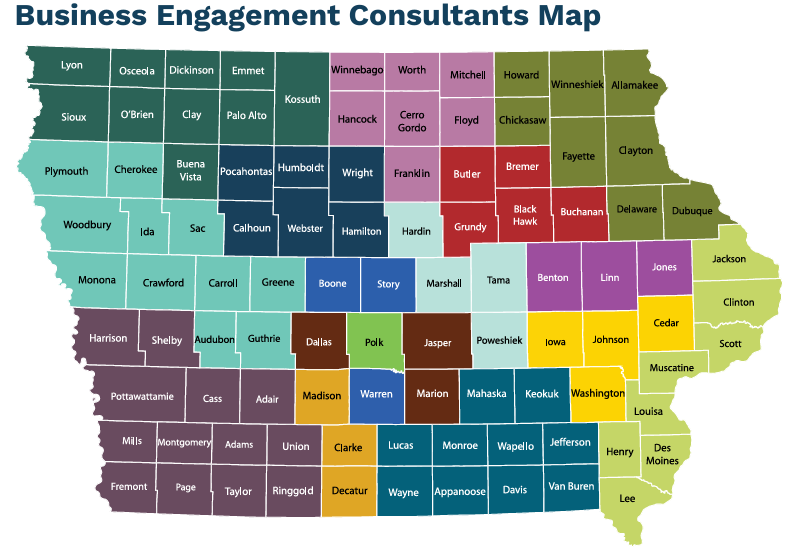 Business Engagement Consultants Map
Lyon
Osceola
Dickinson
Emmet
Kossuth
Winnebago
Worth
Mitchell
Howard
Winneshiek
Allamakee
Sioux
O'Brien
Clay
Palo Alto
Hancock
Cerro
Gordo
Floyd
Chickasaw
Plymouth
Cherokee
Buena
Vista
Pocahontas
Humboldt
Wright
Franklin
Butler
Bremer
Fayette
Clayton
Woodbury
Ida
Sac
Calhoun
Webster
Hamilton
Hardin
Grundy
Black
Hawk
Buchanan
Delaware
Dubuque
Monona
Crawford
Carroll
Greene
Boone
Story
Marshall
Tama
Benton
Linn
Jones
Jackson
Clinton
Harrison
Shelby
Audubon
Guthrie
Dallas
Polk
Jasper
Poweshiek
Iowa
Johnson
Cedar
Scott
Muscatine
Pottawattamie
Cass
Adair
Madison
Warren
Marion
Mahaska
Keokuk
Washington
Louisa
Mills
Montgomery
Adams
Union
Clarke
Lucas
Monroe
Wapello
Jefferson
Henry
Des
Moines
Fremont
Page
Taylor
Ringgold
Decatur
Wayne
Appanoose
Davis
Van Buren
Lee